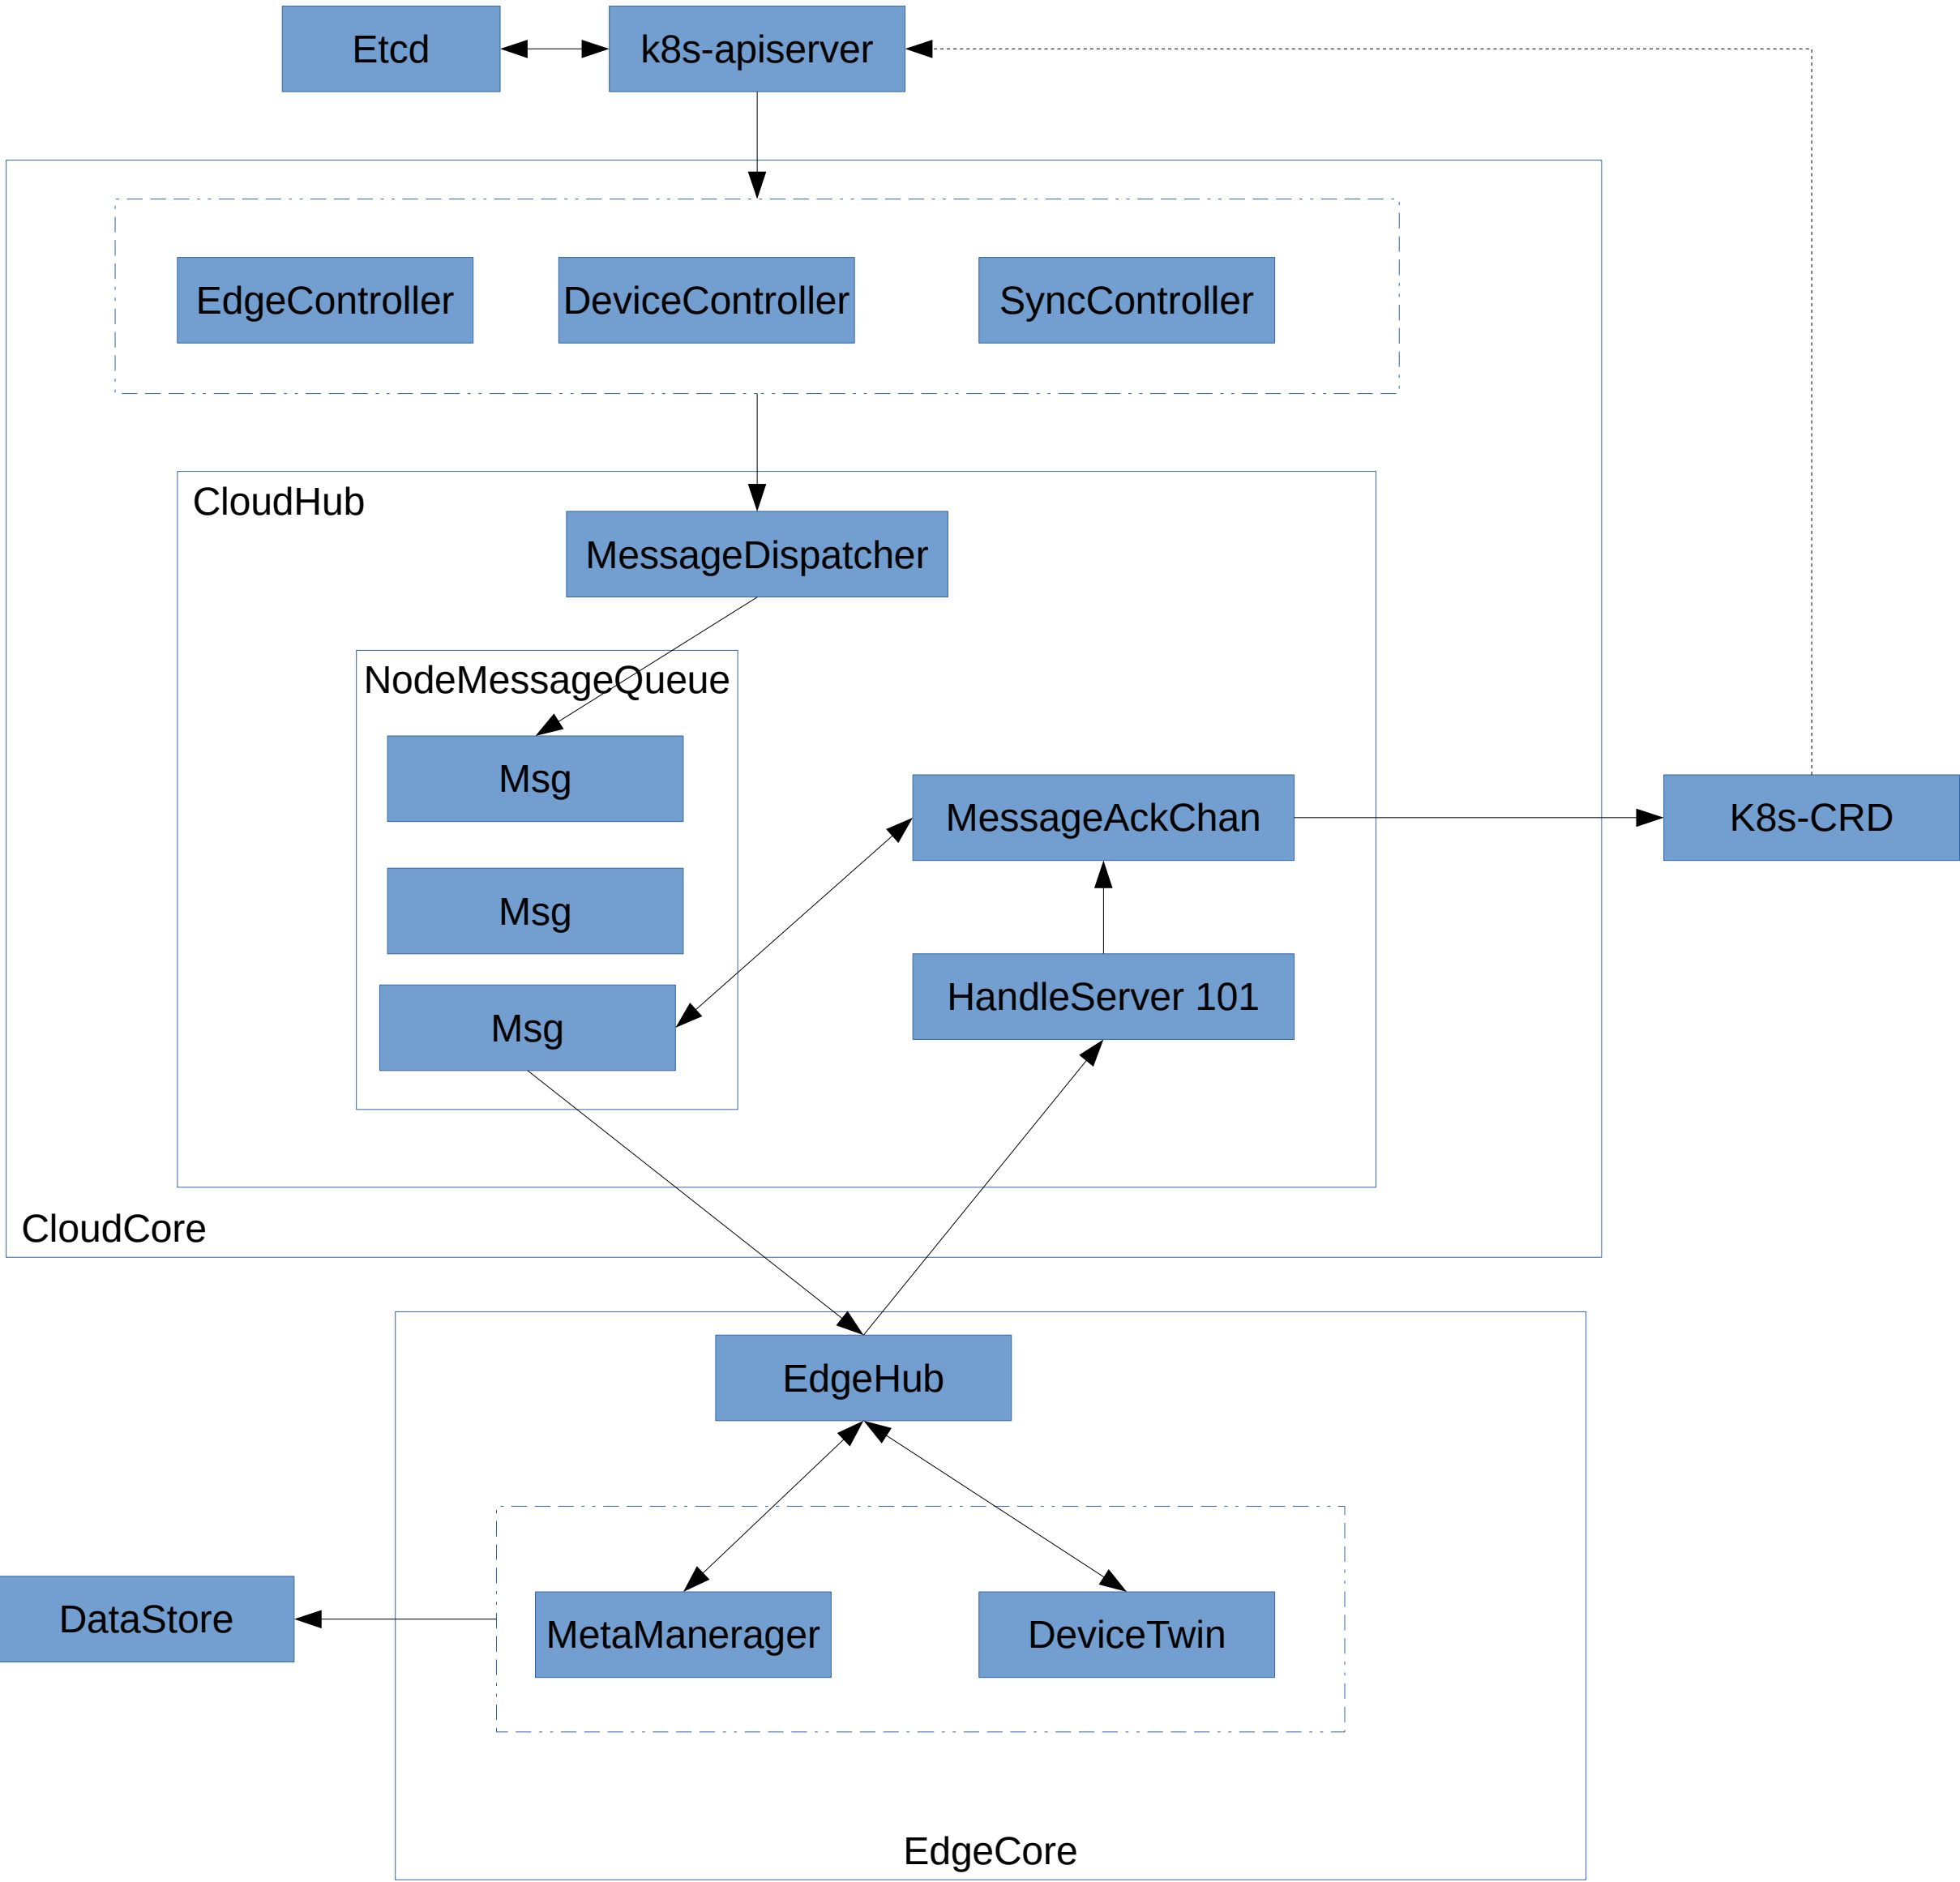 Etcd
k8s-apiserver
EdgeController
DeviceController
SyncController
CloudHub
MessageDispatcher
NodeMessageQueue
Msg
MessageAckChan
K8s-CRD
Msg
HandleServer 101
Msg
CloudCore
EdgeHub
DataStore
MetaManerager
DeviceTwin
EdgeCore